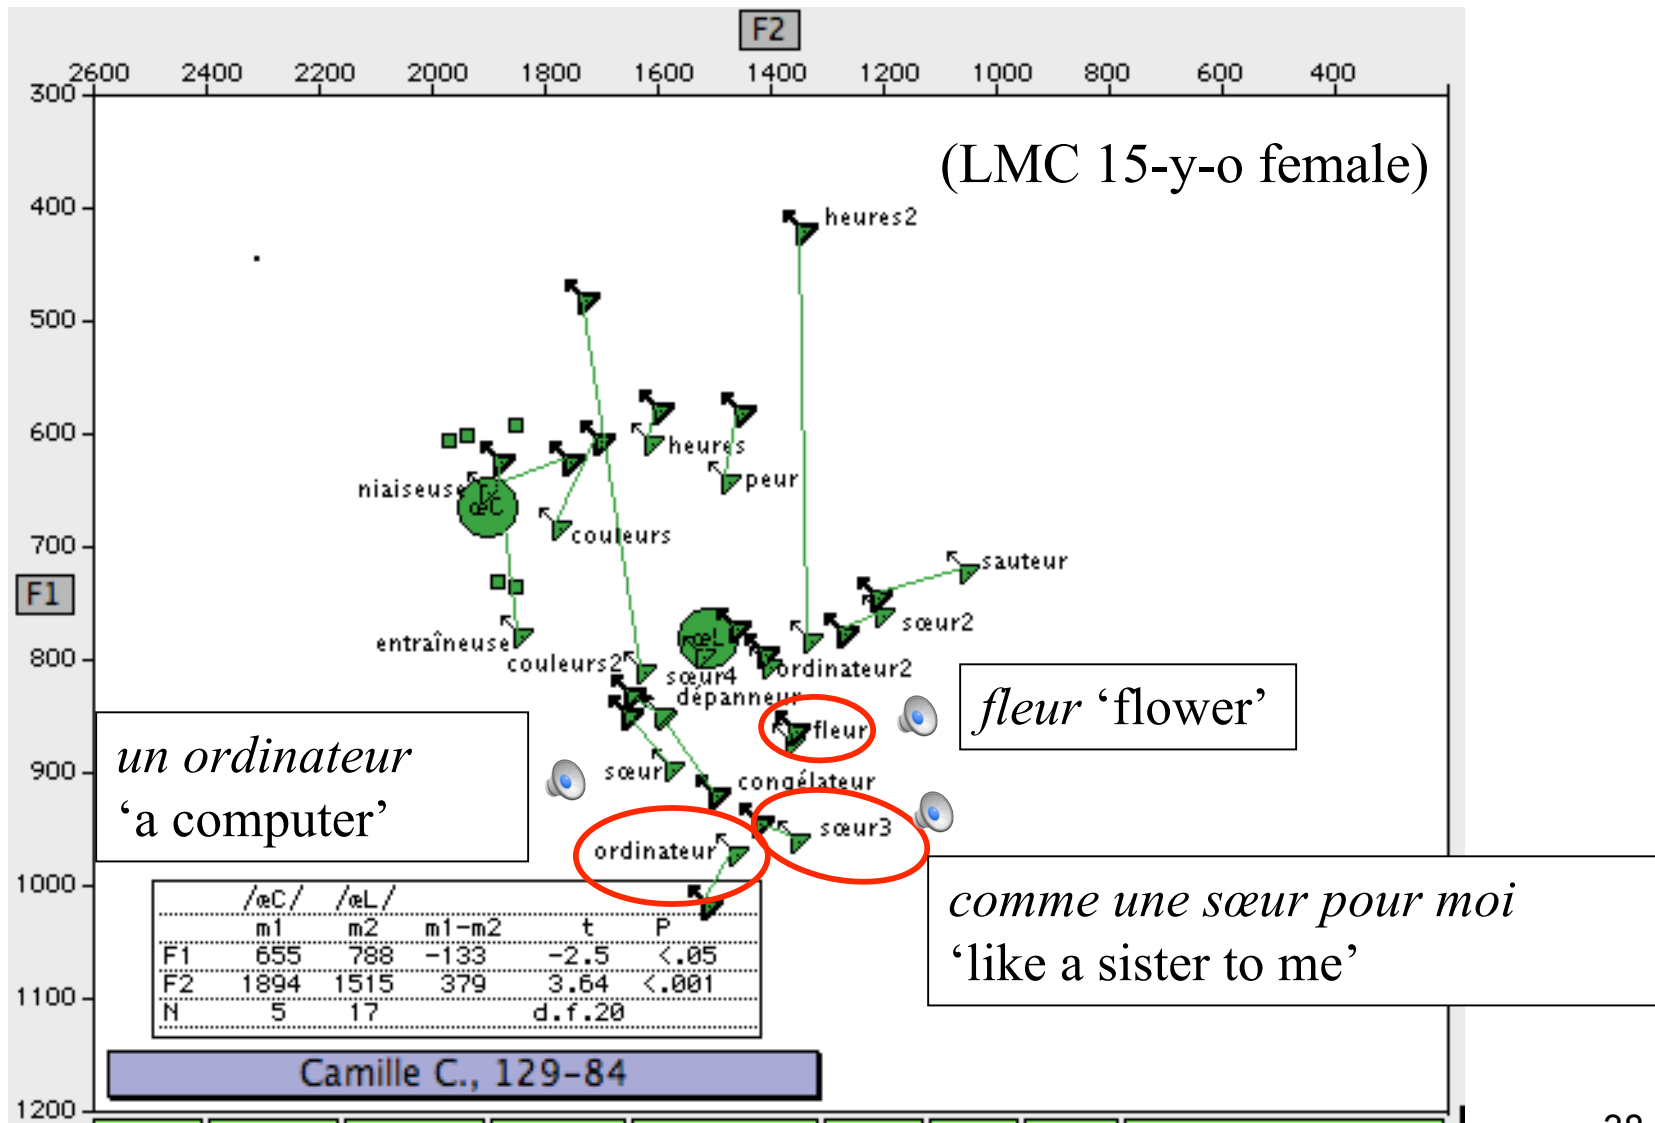 F2
2600 2400 2200 2000 1800 1600 1400 1200 1000 800 600 400
300
(LMC 15-y-o female)
400
heures2
500
600
heures
niaiseuse
peur
œC
couleurs
700
sauteur
F1
entraîneuse
sœur2
œL
800
couleurs2
sœur4
ordinateur2
dépanneur
fleur
fleur ‘flower’
un ordinateur
‘a computer’
900
sœur
congélateur
sœur3
ordinateur
1000
comme une sœur pour moi
‘like a sister to me’
/œC/ /œL/
m1 m2 m1-m2 t P
F1 655 788 -133 -2.5 <.05
F2 1894 1515 379 3.64 <.001
N 5 17 d.f.20
1100
Camille C., 129-84
1200